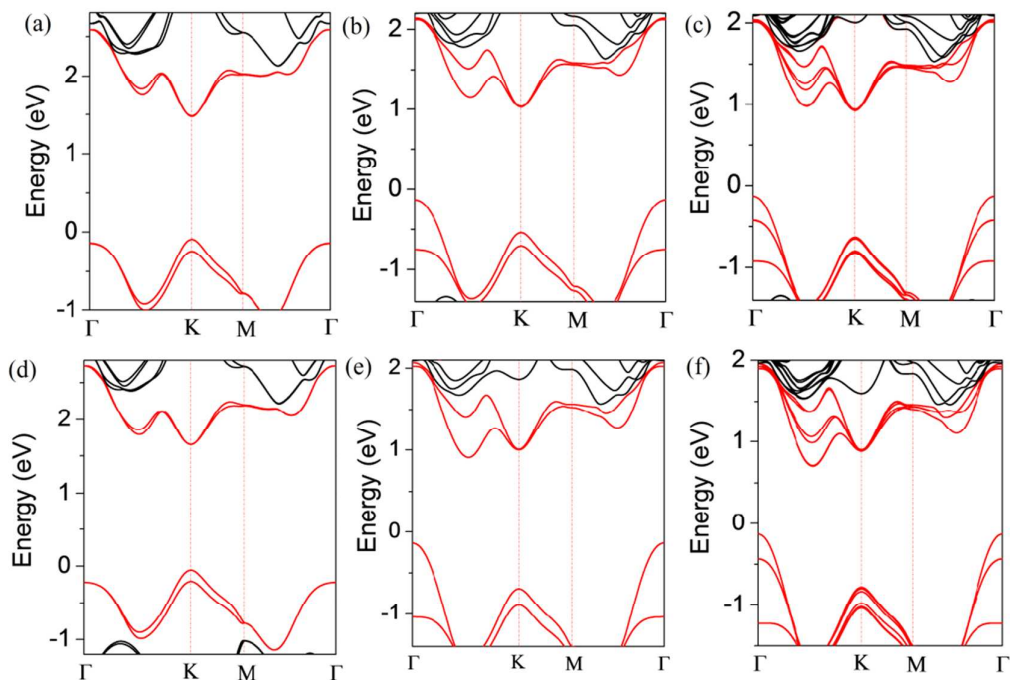 (a)
(b)
(c)
Energy (eV)
2
1
0
-1
Γ
K
M
Γ
Energy (eV)
2
1
0
-1
Γ
K
M
Γ
Energy (eV)
2
1
0
-1
Γ
K
M
Γ
(d)
(e)
(f)
Energy (eV)
2
1
0
-1
Γ
K
M
Γ
Energy (eV)
2
1
0
-1
Γ
K
M
Γ
Energy (eV)
2
1
0
-1
Γ
K
M
Γ